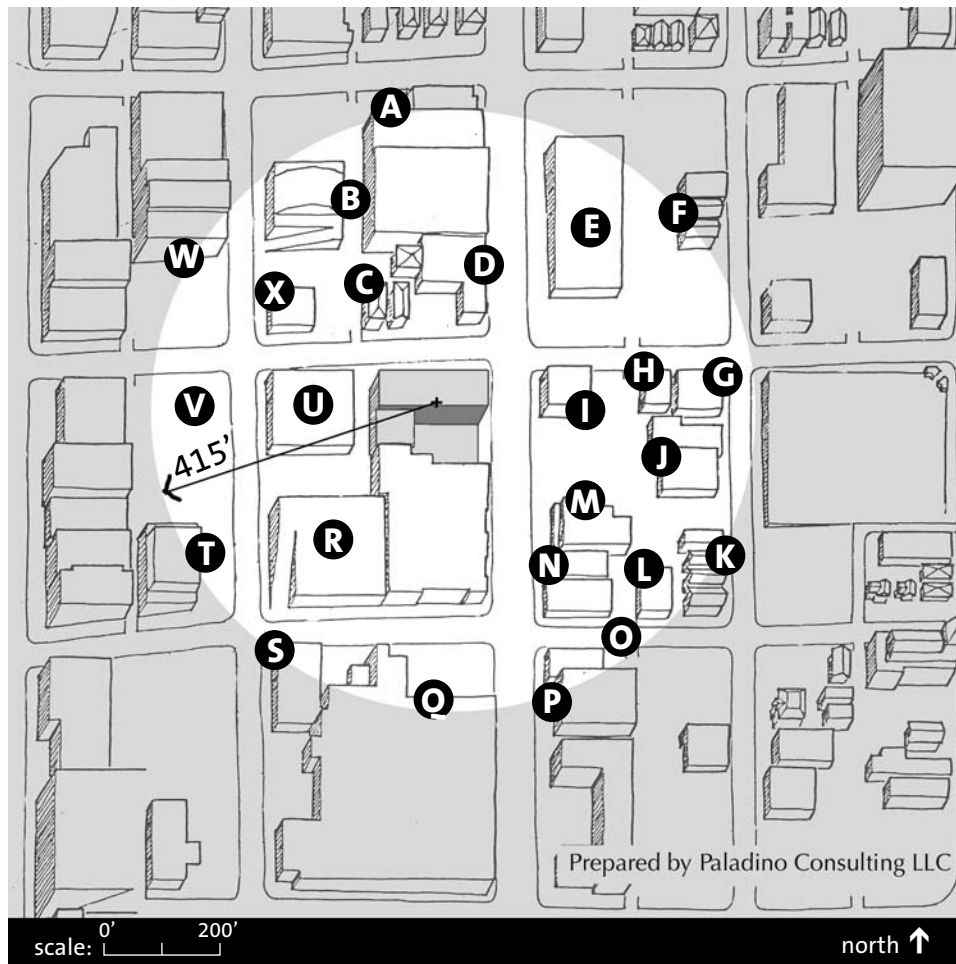 A
B
F
E
W
D
C
X
H
G
V
U
I
415'
J
M
R
T
K
N
L
O
S
Q
P
Prepared by Paladino Consulting LLC
scale: 0' 200'
north